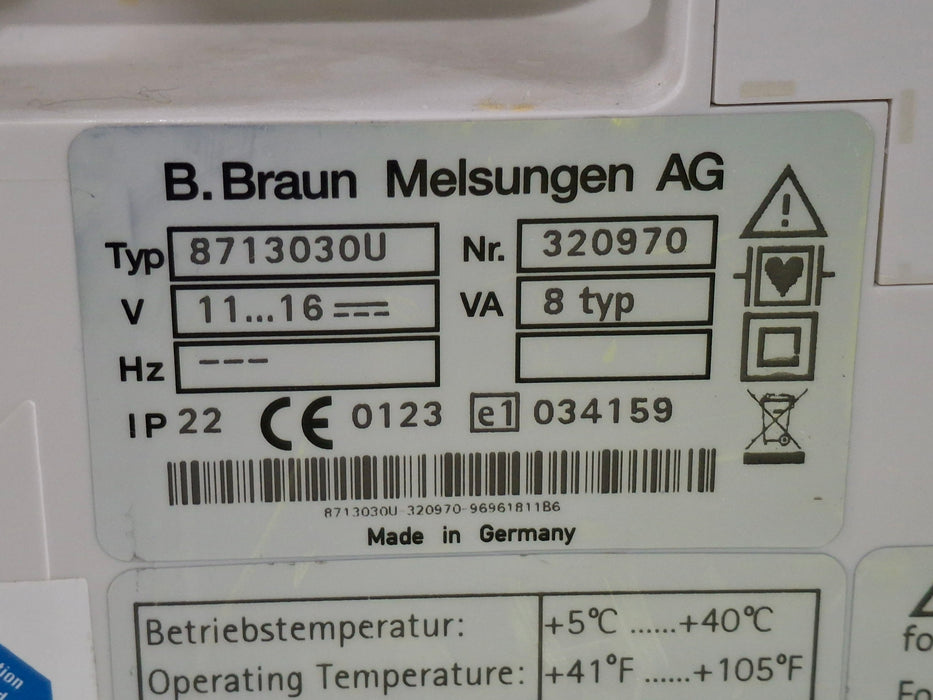 B. Braun Melsungen AG
Typ 8713030U Nr. 320970
V 11...16 VA 8 typ
Hz ---
IP 22 CE 0123 e1 034159
8713030U-320970-96961811B6
Made in Germany
Betriebstemperatur: +5°C ......+40°C
Operating Temperature: +41°F ......+105°F